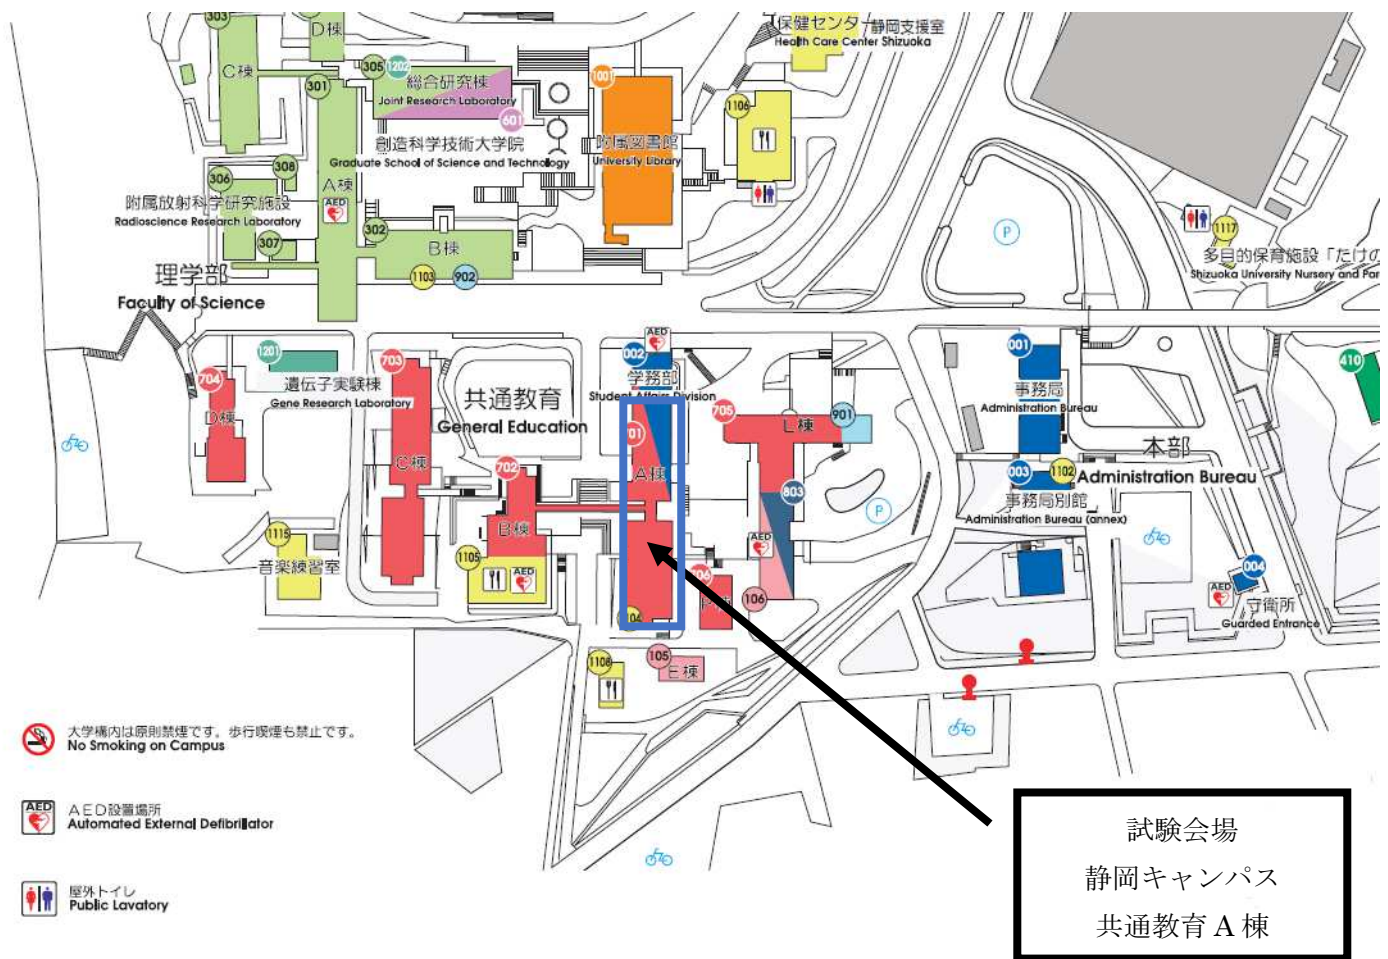 303
D棟
C棟
301
305
1202
総合研究棟
Joint Research Laboratory
601
創造科学技術大学院
Graduate School of Science and Technology
1001
附属図書館
University Library
保健センター静岡支援室
Health Care Center Shizuoka
1106
308
306
A棟
AED
附属放射科学研究施設
Radioscience Research Laboratory
307
302
B棟
1103
902
理学部
Faculty of Science
P
1117
多目的保育施設「たけの
Shizuoka University Nursery and Par
1201
遺伝子実験棟
Gene Research Laboratory
704
D棟
703
C棟
共通教育
General Education
AED
002
学務部
Student Affairs Division
701
A棟
702
B棟
705
L棟
901
803
001
事務局
Administration Bureau
本部
Administration Bureau
003
1102
事務局別館
Administration Bureau (annex)
410
P
1115
音楽練習室
1105
AED
AED
106
004
AED
守衛所
Guarded Entrance
105
E棟
1108
大学構内は原則禁煙です。歩行喫煙も禁止です。
No Smoking on Campus
AED
AED設置場所
Automated External Defibrillator
屋外トイレ
Public Lavatory
試験会場
静岡キャンパス
共通教育 A 棟